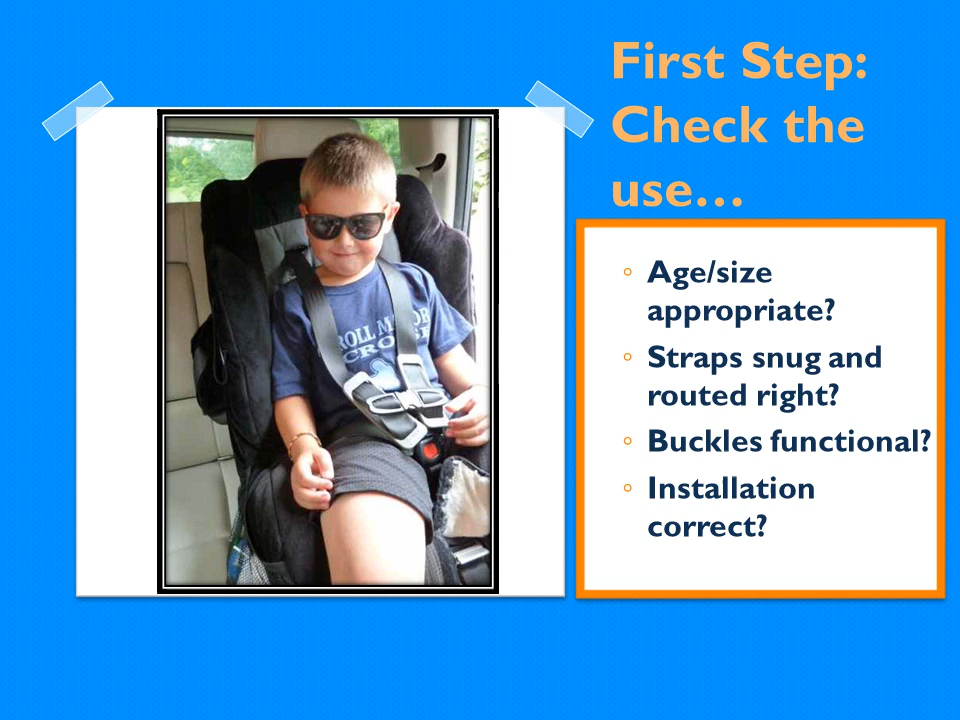 First Step:
Check the
use…
◦ Age/size
appropriate?
◦ Straps snug and
routed right?
◦ Buckles functional?
◦ Installation
correct?